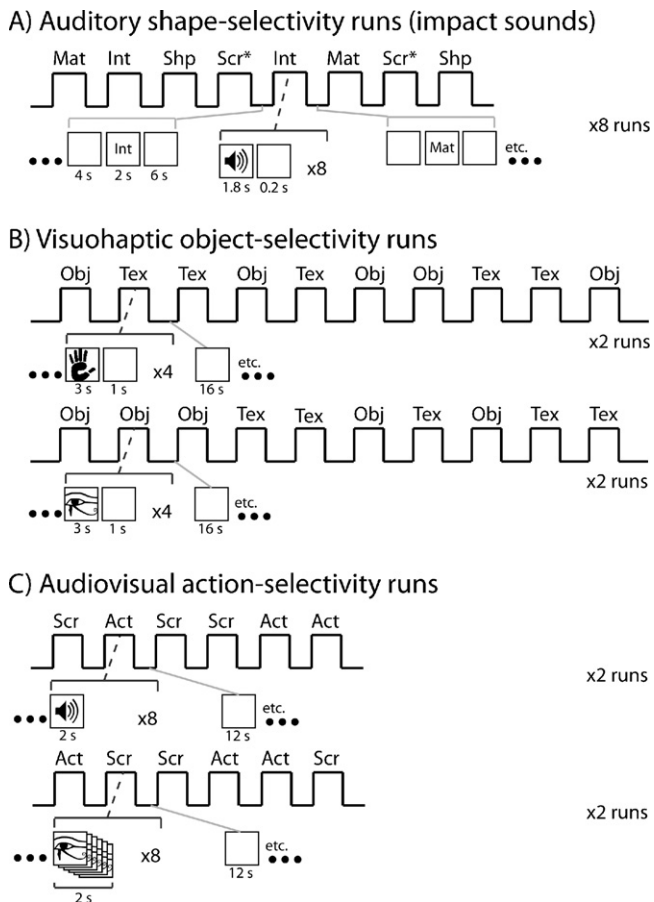 A) Auditory shape-selectivity runs (impact sounds)
Mat Int Shp Scr* Int Mat Scr* Shp
x8 runs
Int x8 Mat etc.
4 s 2 s 6 s 1.8 s 0.2 s
B) Visuohaptic object-selectivity runs
Obj Tex Tex Obj Tex Obj Obj Tex Tex Obj
x2 runs
x4 etc.
3 s 1 s 16 s
Obj Obj Obj Tex Tex Obj Tex Obj Tex Tex
x2 runs
x4 etc.
3 s 1 s 16 s
C) Audiovisual action-selectivity runs
Scr Act Scr Scr Act Act
x2 runs
x8 etc.
2 s 12 s
Act Scr Scr Act Act Scr
x2 runs
x8 etc.
12 s
2 s